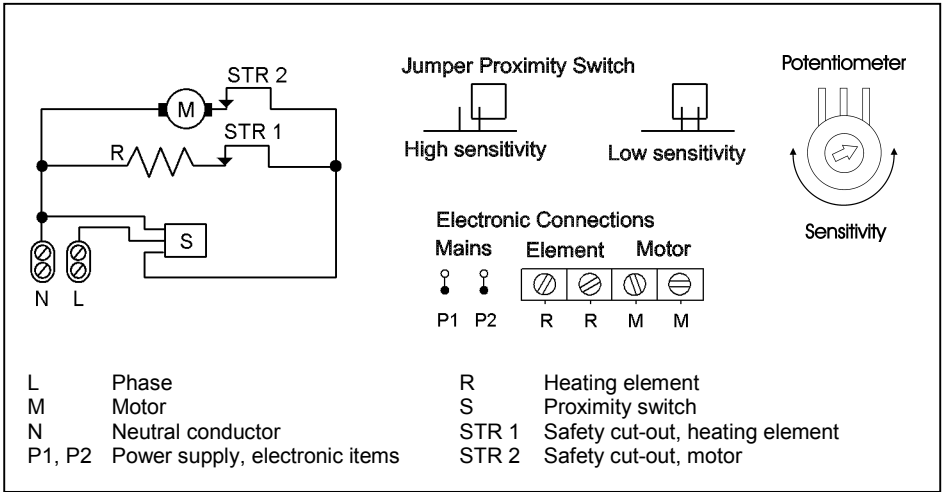 STR 2
M
STR 1
R
S
N L
Jumper Proximity Switch
High sensitivity
Low sensitivity
Potentiometer
Sensitivity
Electronic Connections
Mains Element Motor
P1 P2 R R M M
L Phase
M Motor
N Neutral conductor
P1, P2 Power supply, electronic items
R Heating element
S Proximity switch
STR 1 Safety cut-out, heating element
STR 2 Safety cut-out, motor